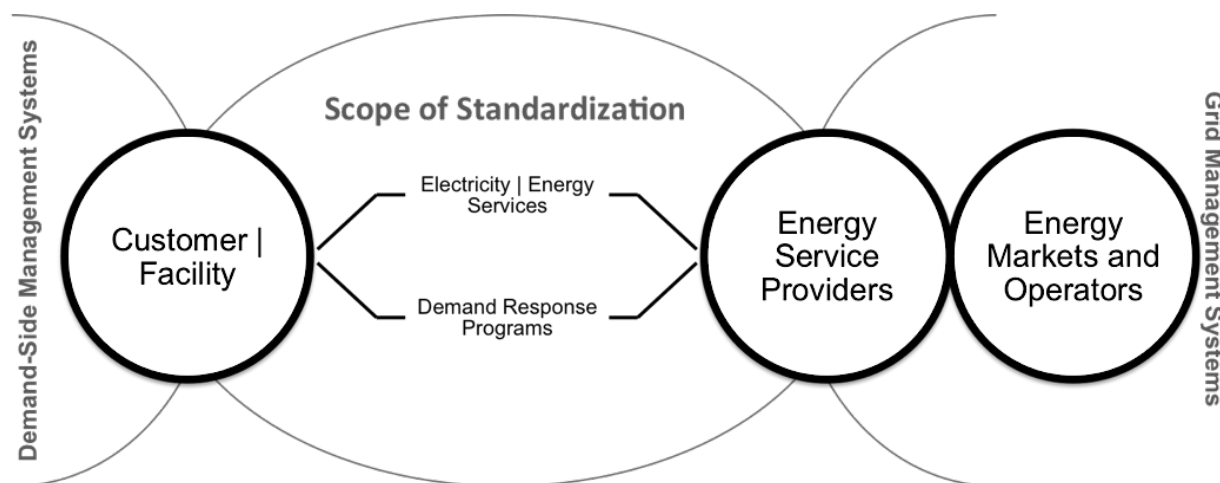 Demand-Side Management Systems
Scope of Standardization
Customer |
Facility
Electricity | Energy
Services
Demand Response
Programs
Energy
Service
Providers
Energy
Markets and
Operators
Grid Management Systems